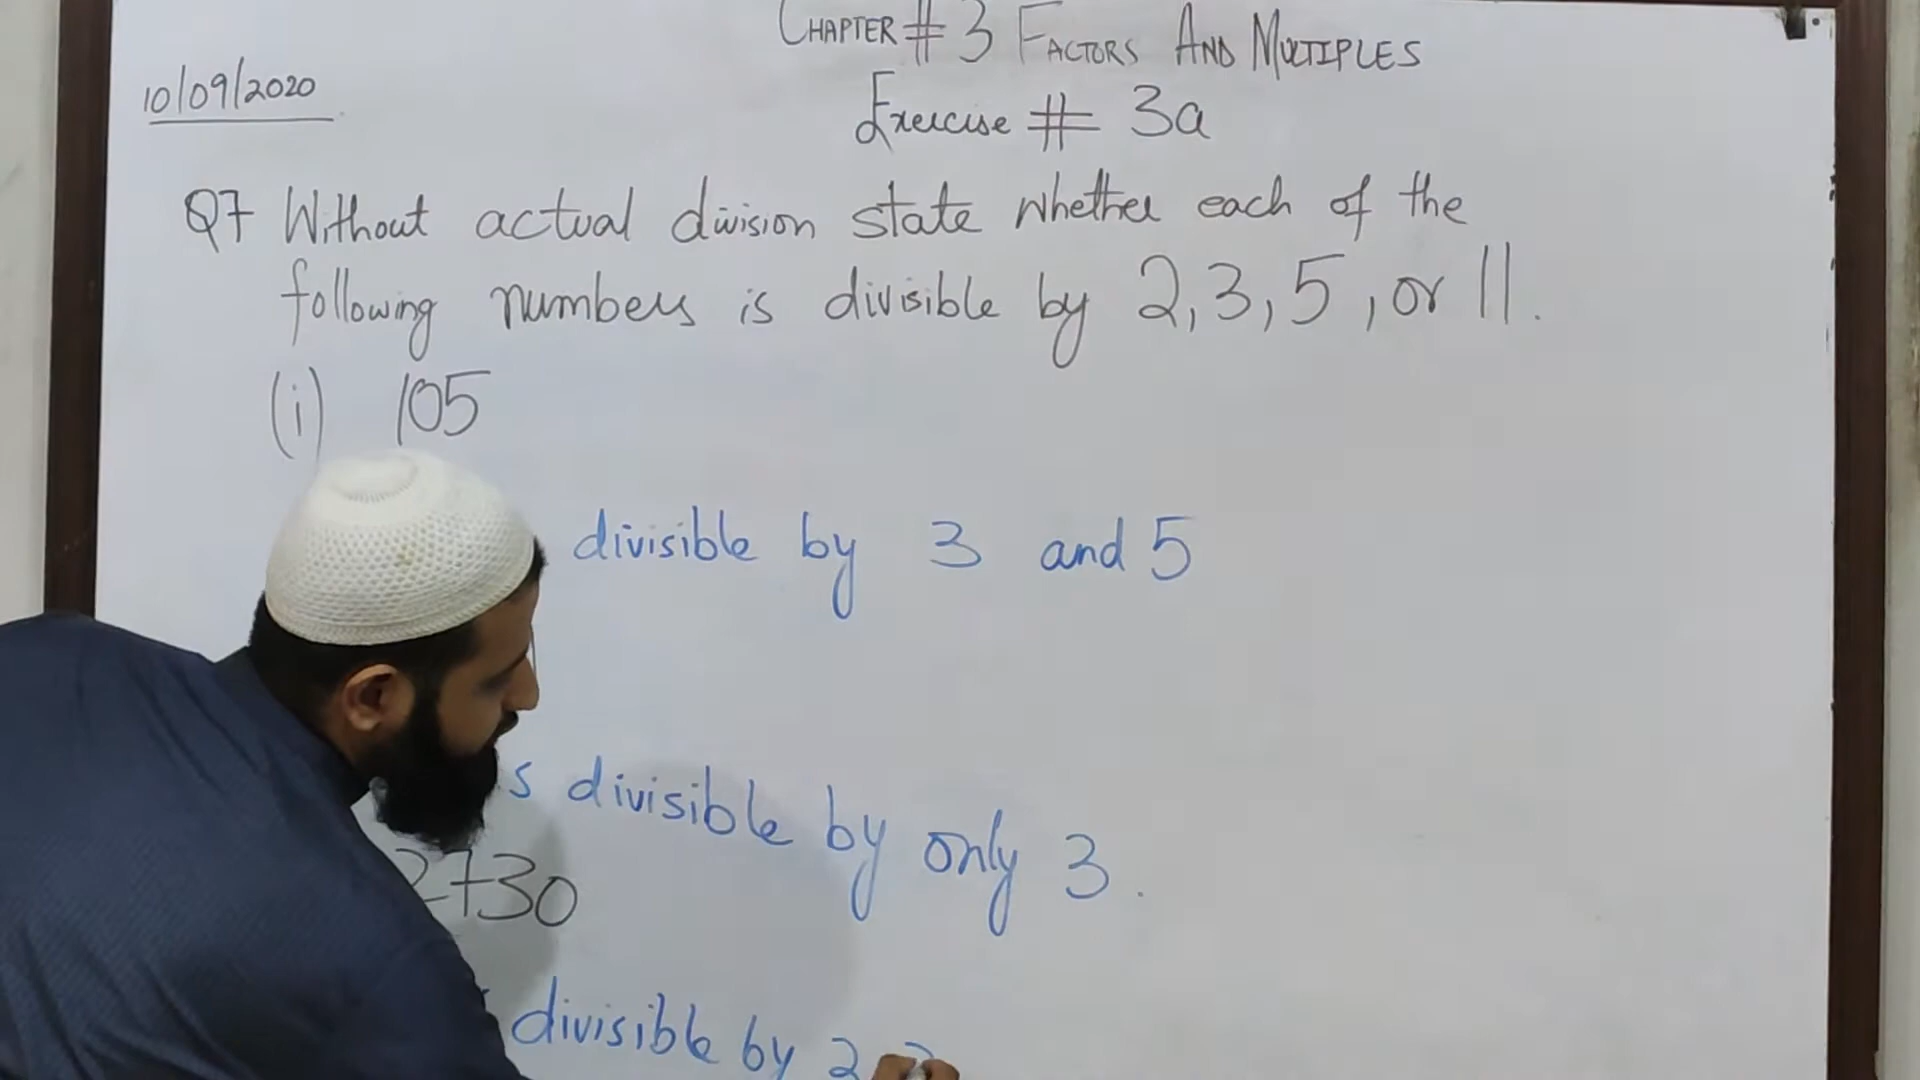 CHAPTER # 3 FACTORS AND MULTIPLES
10/09/2020
Exercise # 3a
Q7 Without actual division state whether each of the
following numbers is divisible by 2, 3, 5, or 11.
(i) 105
divisible by 3 and 5
s divisible by only 3.
2730
divisible by 2